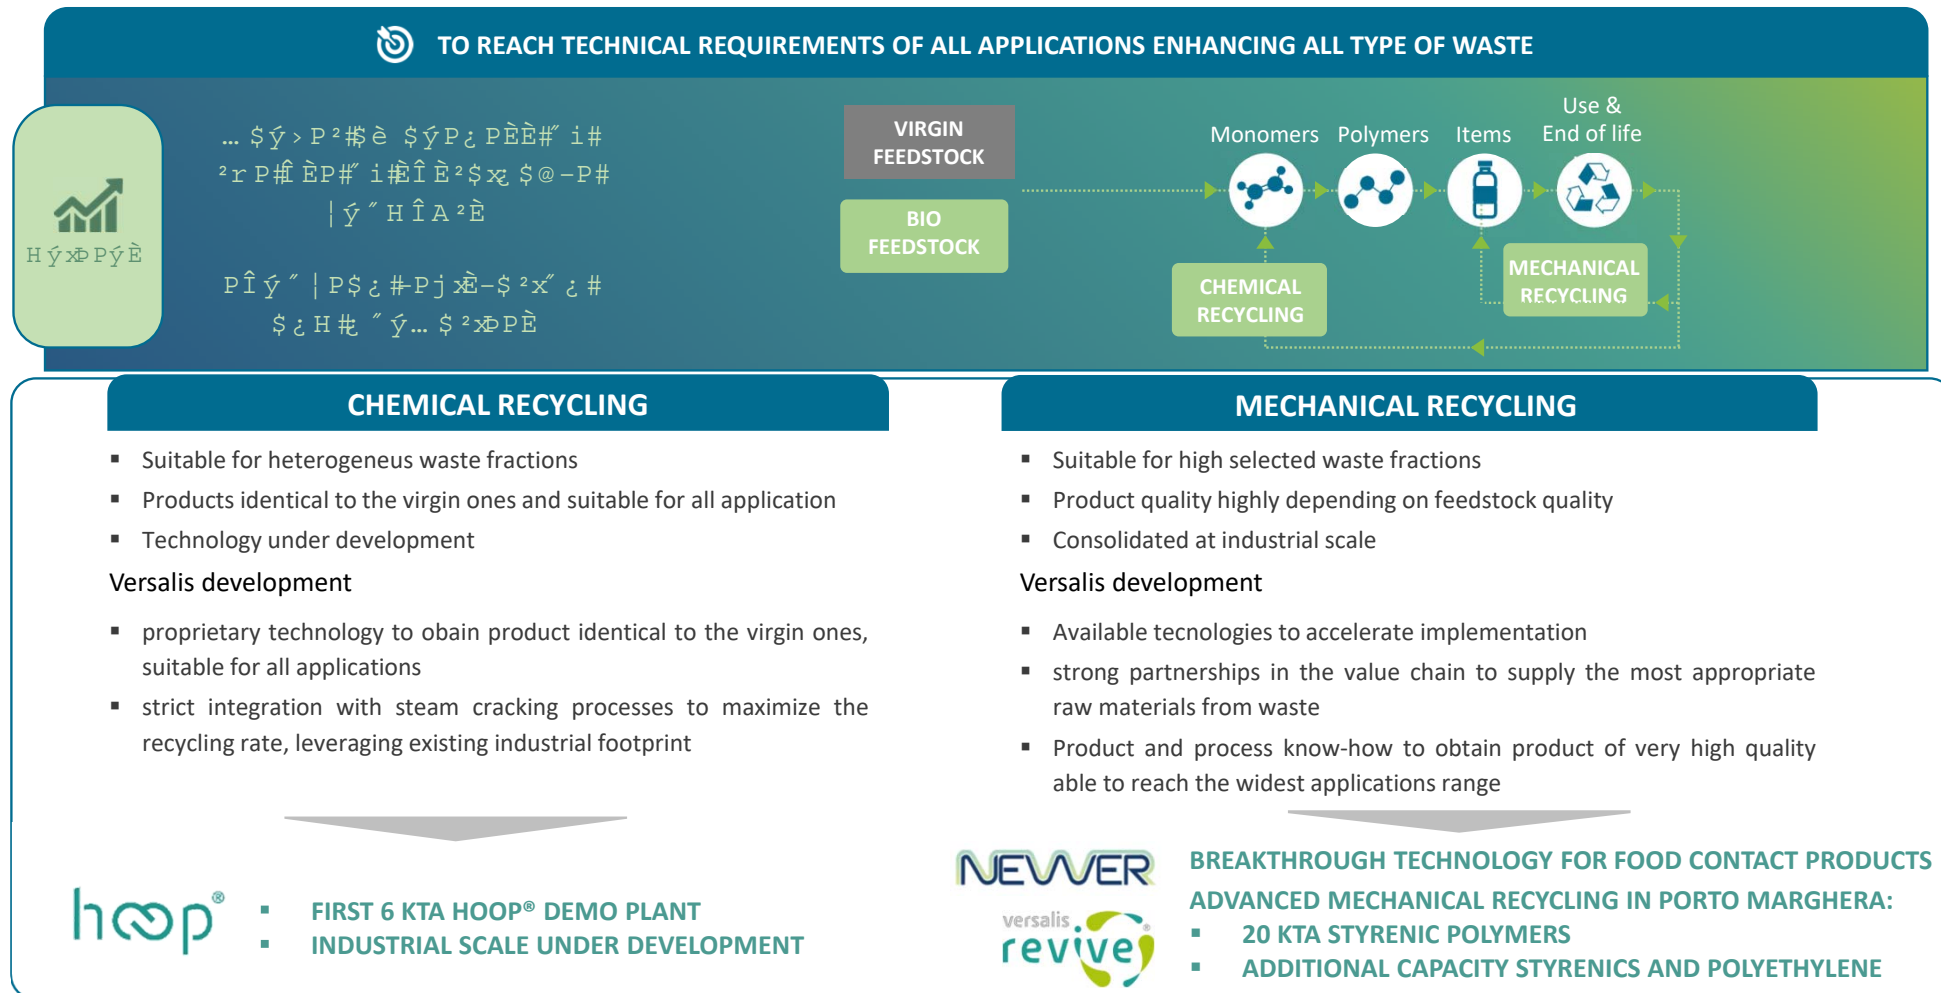 TO REACH TECHNICAL REQUIREMENTS OF ALL APPLICATIONS ENHANCING ALL TYPE OF WASTE
VIRGIN
FEEDSTOCK
BIO
FEEDSTOCK
Monomers
Polymers
Items
Use &
End of life
CHEMICAL
RECYCLING
MECHANICAL
RECYCLING
CHEMICAL RECYCLING
▪ Suitable for heterogeneus waste fractions
▪ Products identical to the virgin ones and suitable for all application
▪ Technology under development
Versalis development
▪ proprietary technology to obain product identical to the virgin ones,
suitable for all applications
▪ strict integration with steam cracking processes to maximize the
recycling rate, leveraging existing industrial footprint
hoop®
▪ FIRST 6 KTA HOOP® DEMO PLANT
▪ INDUSTRIAL SCALE UNDER DEVELOPMENT
MECHANICAL RECYCLING
▪ Suitable for high selected waste fractions
▪ Product quality highly depending on feedstock quality
▪ Consolidated at industrial scale
Versalis development
▪ Available tecnologies to accelerate implementation
▪ strong partnerships in the value chain to supply the most appropriate
raw materials from waste
▪ Product and process know-how to obtain product of very high quality
able to reach the widest applications range
NEWER
BREAKTHROUGH TECHNOLOGY FOR FOOD CONTACT PRODUCTS
versalis
revive®
ADVANCED MECHANICAL RECYCLING IN PORTO MARGHERA:
▪ 20 KTA STYRENIC POLYMERS
▪ ADDITIONAL CAPACITY STYRENICS AND POLYETHYLENE